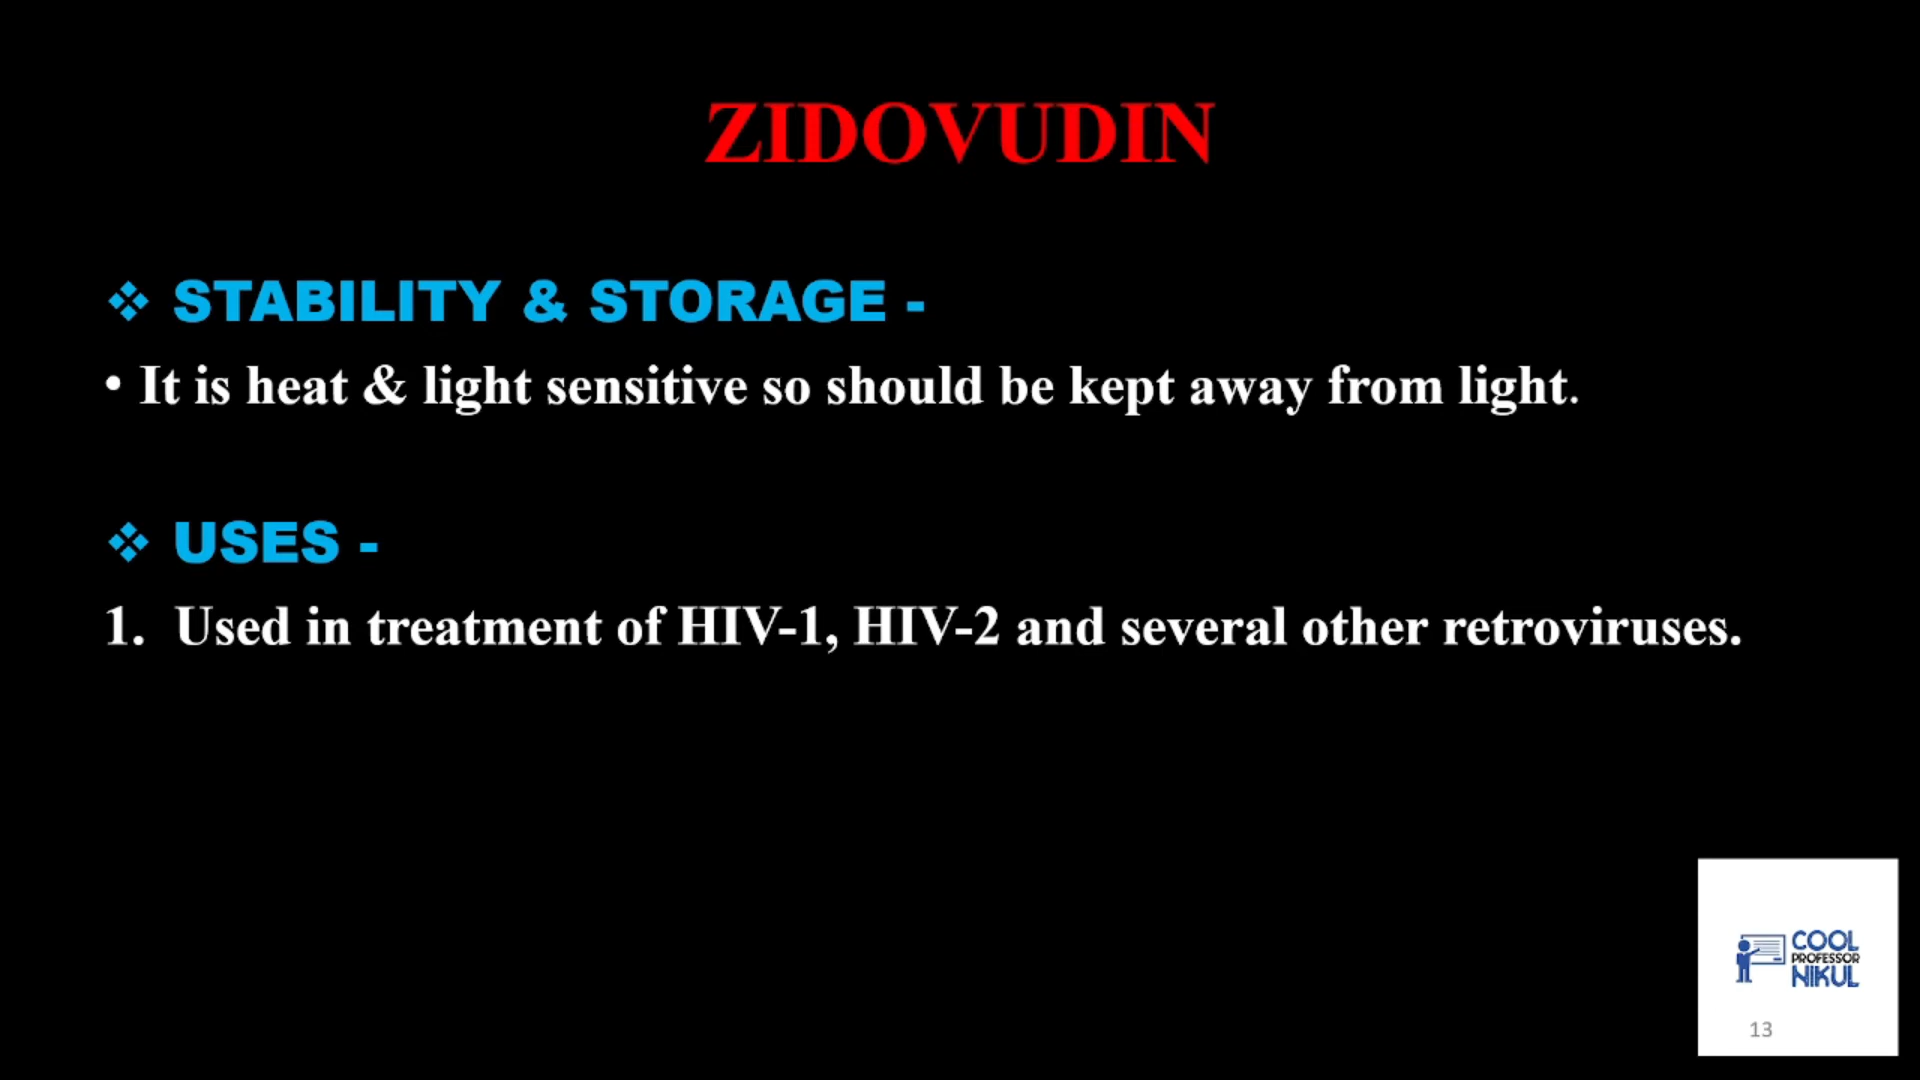 ZIDOVUDIN
❖ STABILITY & STORAGE -
• It is heat & light sensitive so should be kept away from light.
❖ USES -
1. Used in treatment of HIV-1, HIV-2 and several other retroviruses.
COOL
PROFESSOR
NIKUL
13